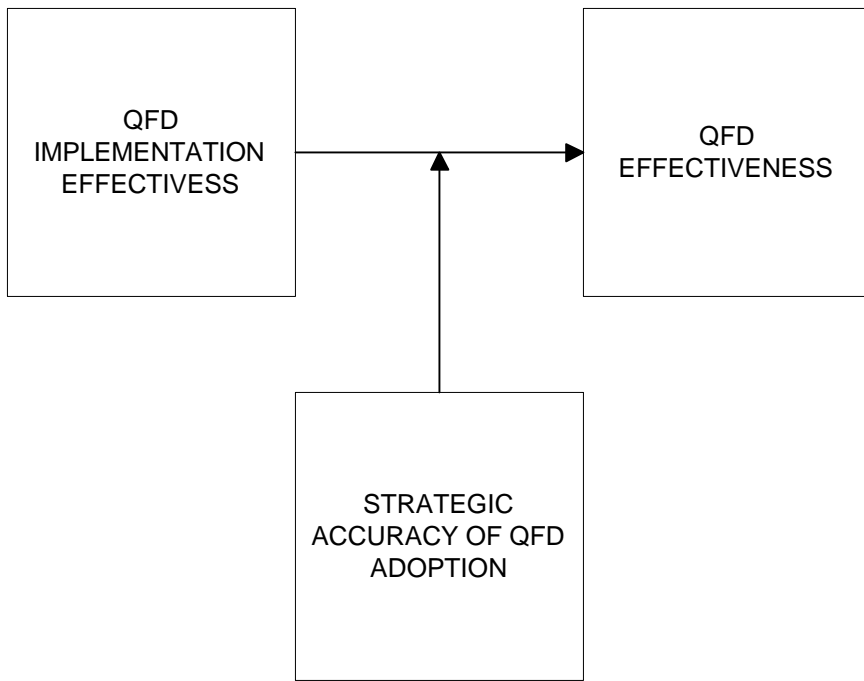 QFD
IMPLEMENTATION
EFFECTIVESS
QFD
EFFECTIVENESS
STRATEGIC
ACCURACY OF QFD
ADOPTION